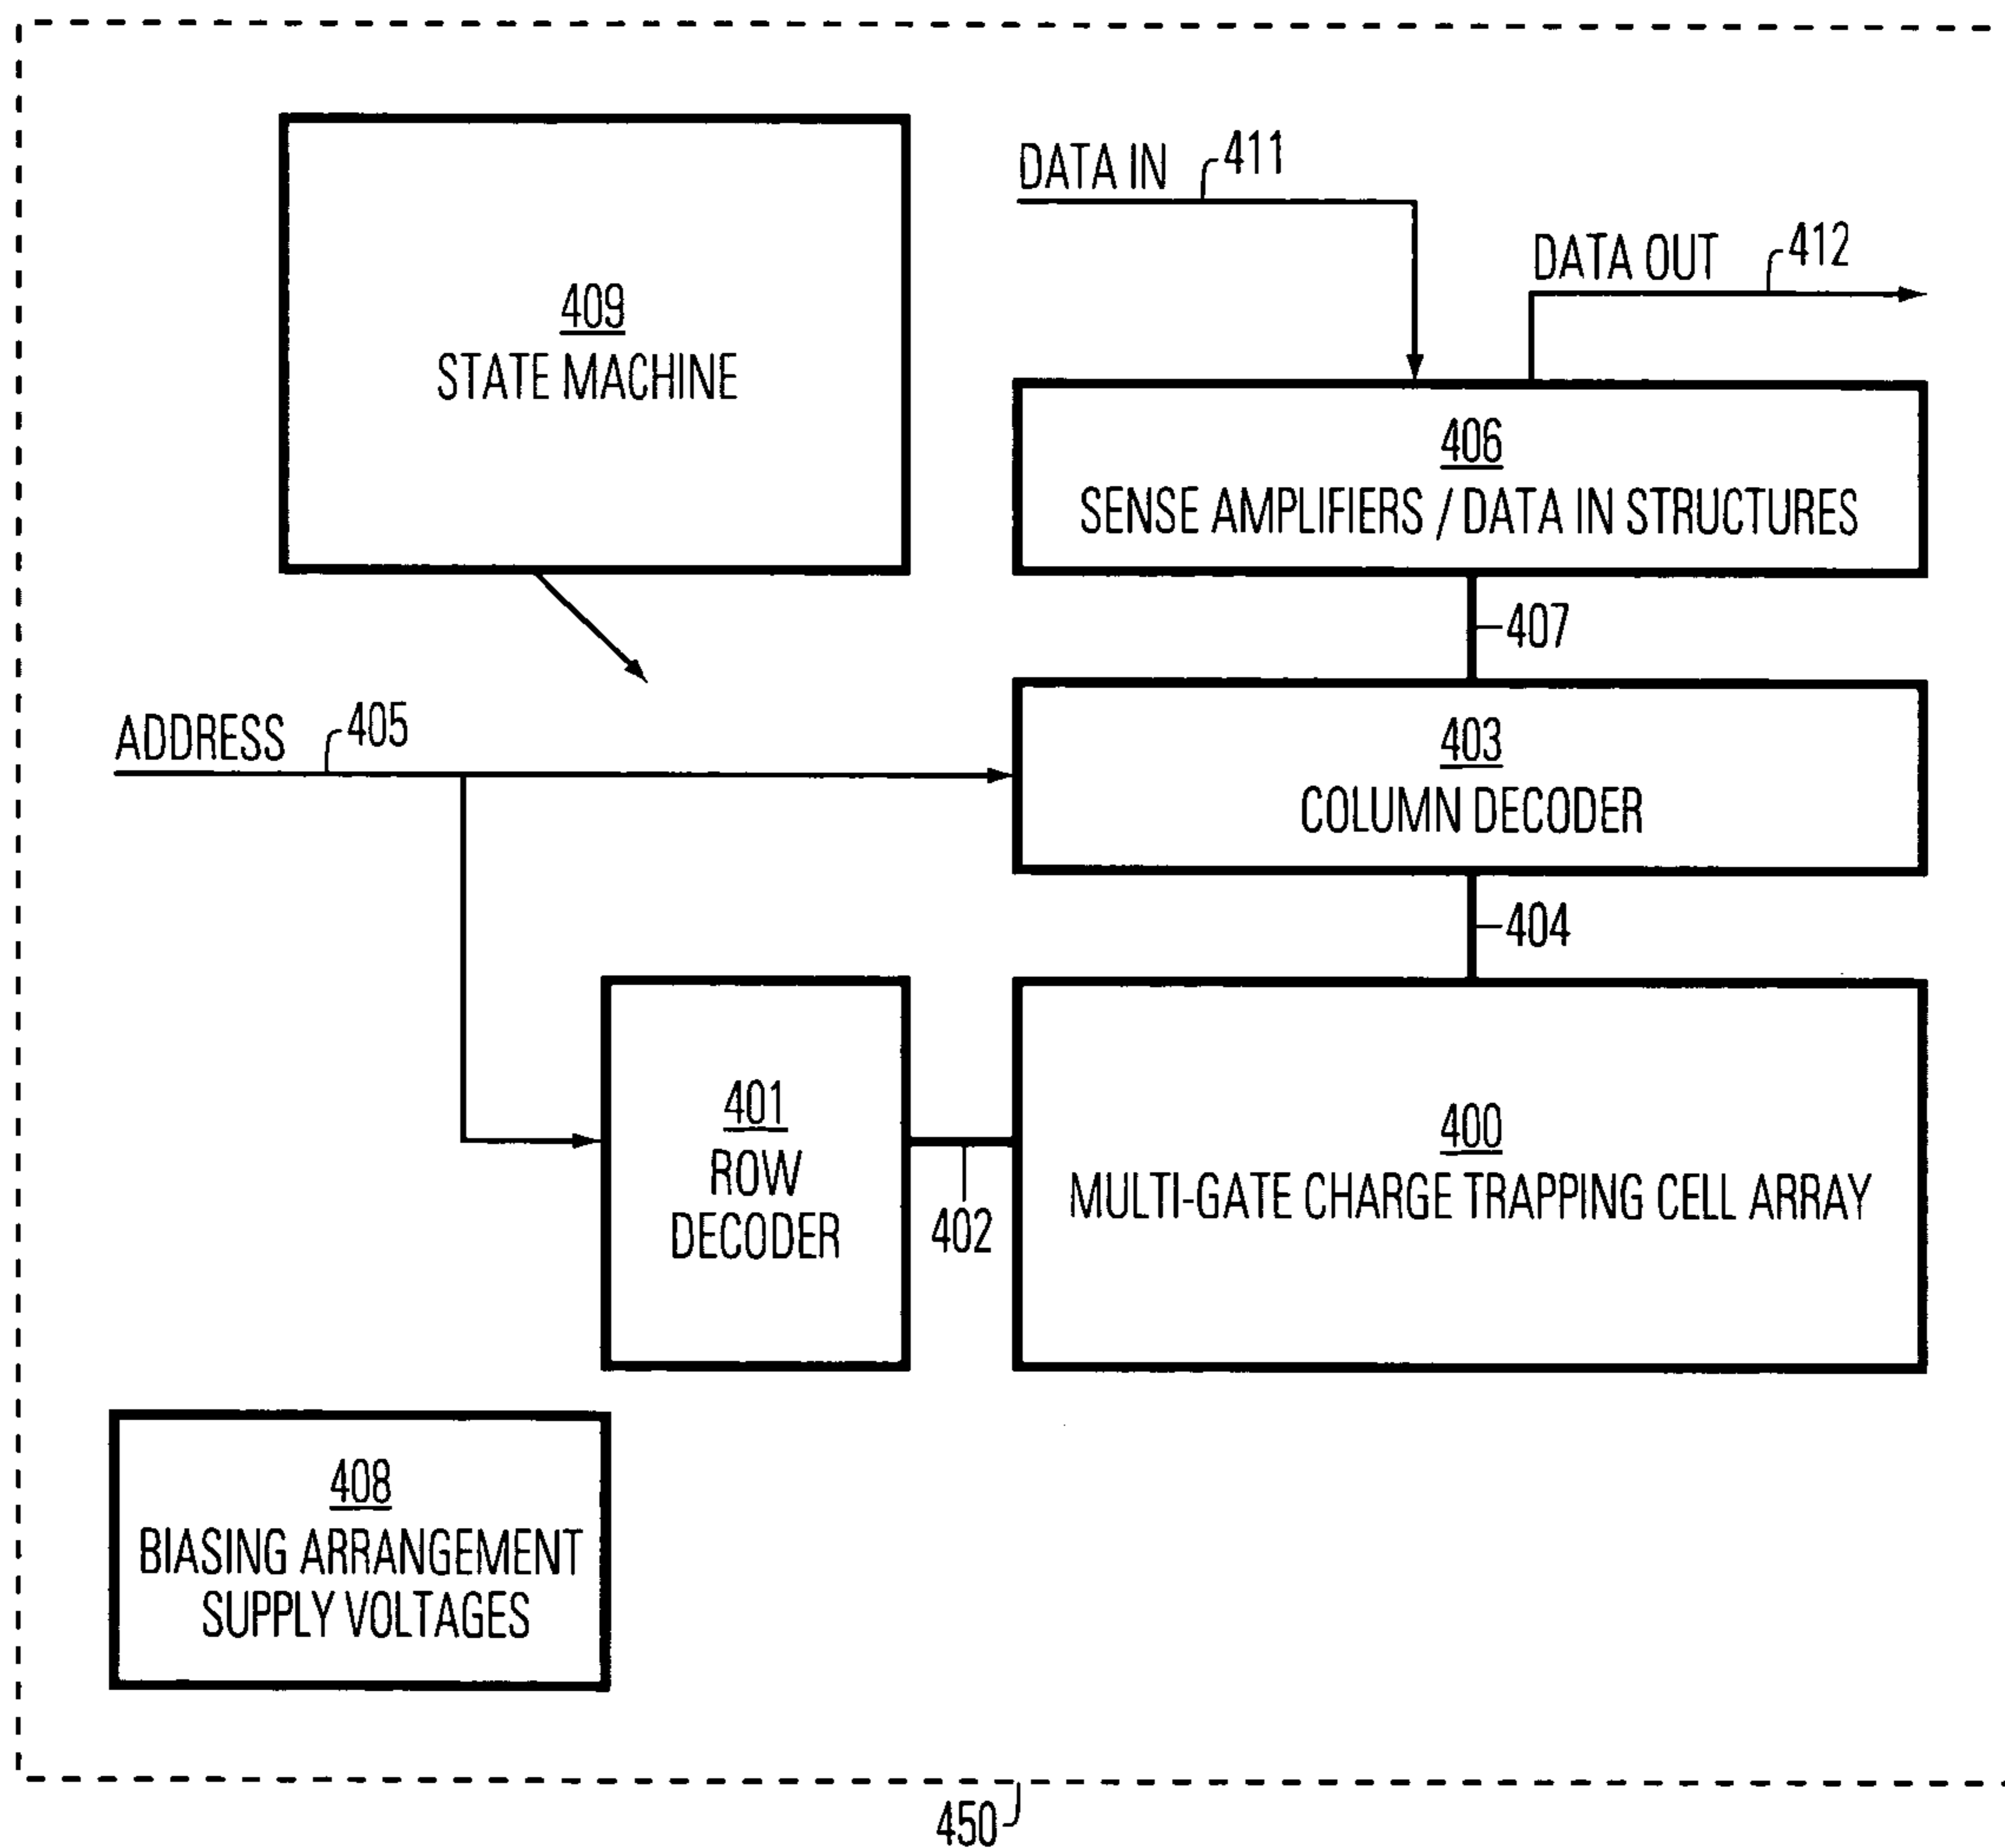 DATA IN
411
DATA OUT
412
409
STATE MACHINE
406
SENSE AMPLIFIERS / DATA IN STRUCTURES
407
ADDRESS
405
403
COLUMN DECODER
404
401
ROW
DECODER
402
400
MULTI-GATE CHARGE TRAPPING CELL ARRAY
408
BIASING ARRANGEMENT
SUPPLY VOLTAGES
450